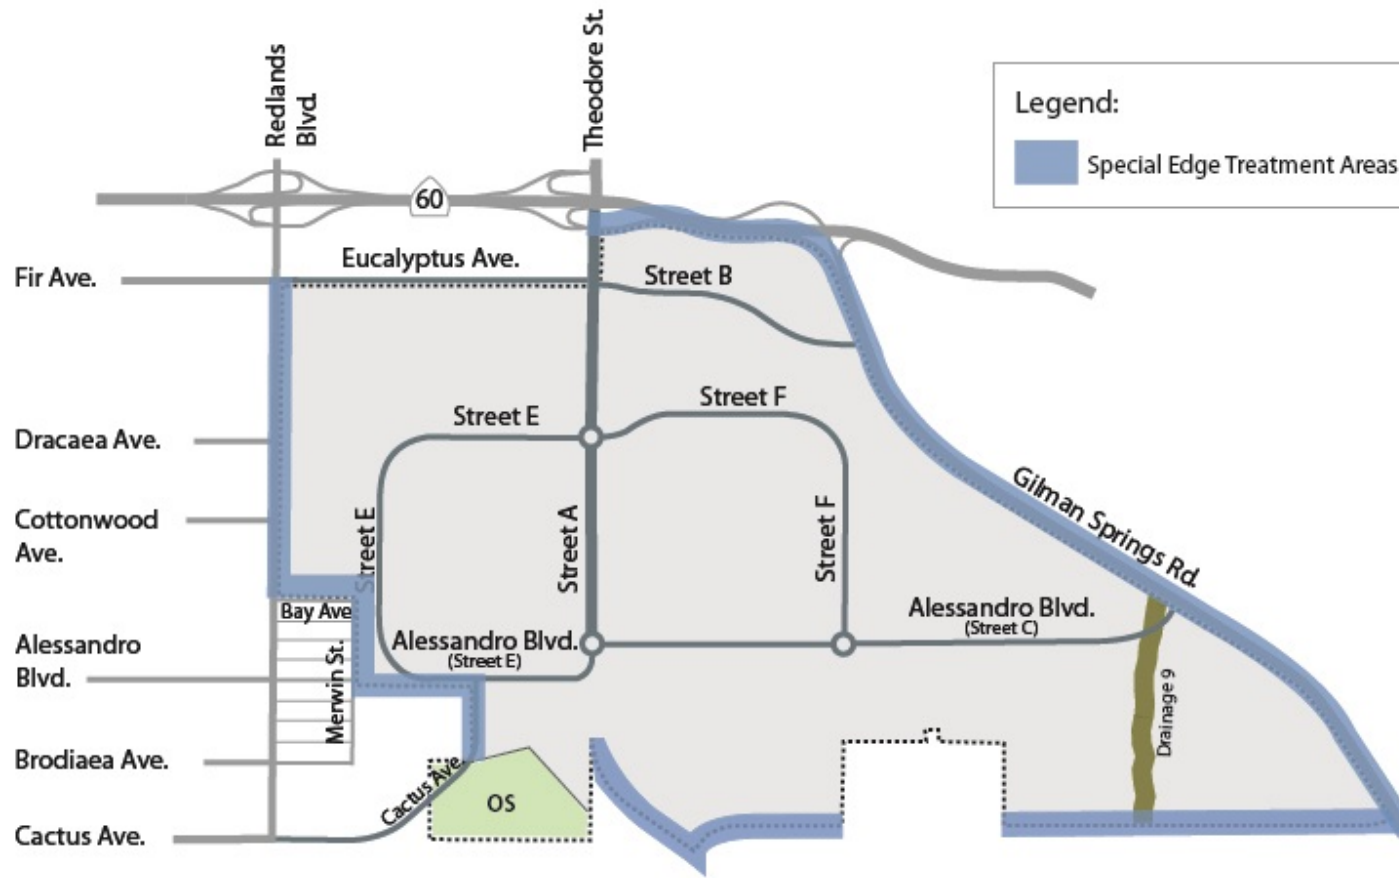 Redlands
Blvd.
Theodore St.
Legend:
Special Edge Treatment Areas
60
Eucalyptus Ave.
Fir Ave.
Street B
Street F
Street E
Dracaea Ave.
Gilman Springs Rd.
Cottonwood
Ave.
Street E
Street A
Street F
Bay Ave
Alessandro Blvd.
(Street C)
Alessandro
Blvd.
Merwin St.
Alessandro Blvd.
(Street E)
Drainage 9
Brodiaea Ave.
Cactus Ave.
OS
Cactus Ave.